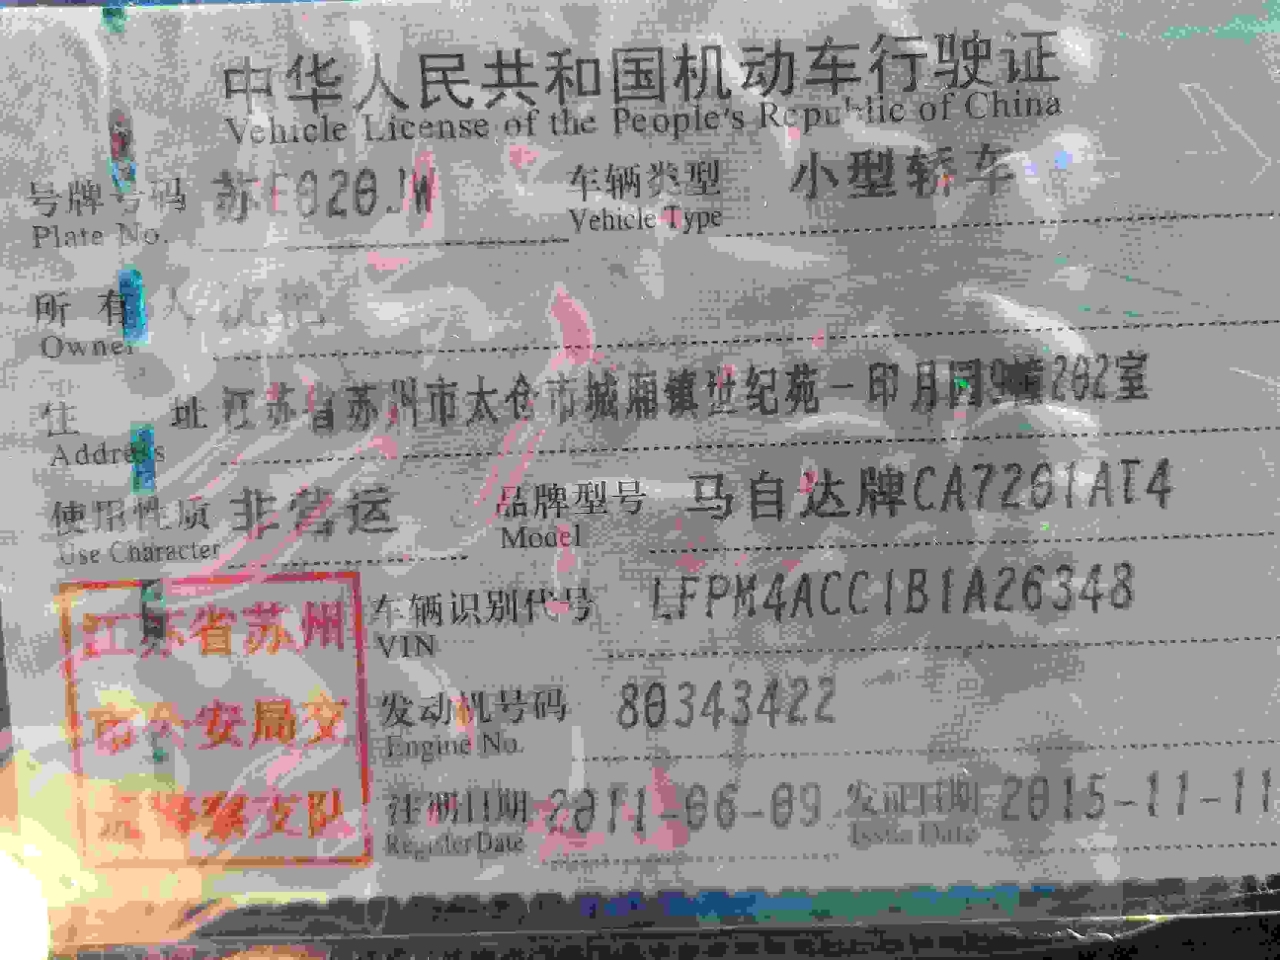 中华人民共和国机动车行驶证
Vehicle License of the People's Republic of China
号牌号码 苏E020JW 车辆类型 小型轿车
Plate No. Vehicle Type
所有人
Owner
住址 江苏省苏州市太仓市城厢镇世纪苑一印月园9幢202室
Address
使用性质 非营运 品牌型号 马自达牌CA7201AT4
Use Character Model
车辆识别代号 LFPM4ACC1B1A26348
VIN
发动机号码 80343422
Engine No.
注册日期 2011-06-09 发证日期 2015-11-11
Register Date Issue Date
江苏省苏州
市公安局交
通警察支队